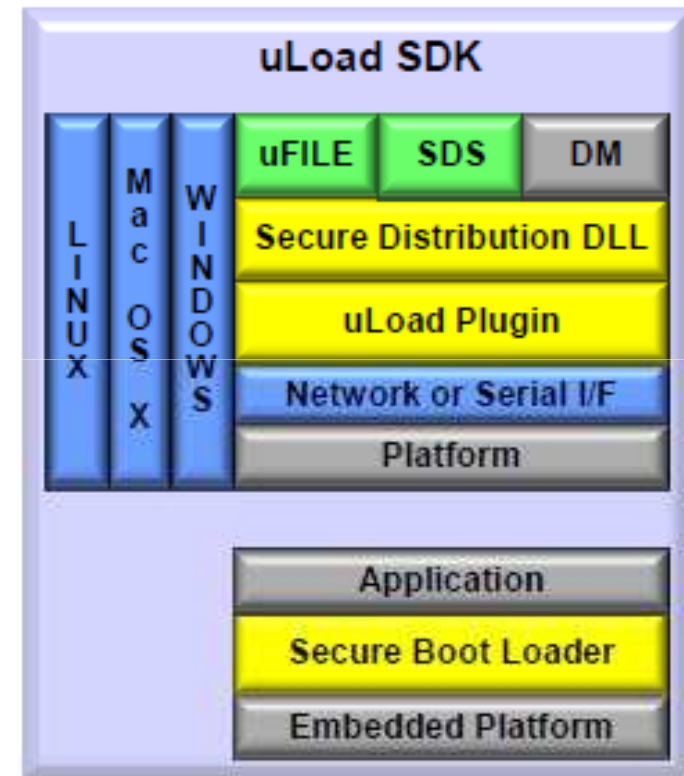 uLoad SDK
LINUX
Mac OS X
WINDOWS
uFILE
SDS
DM
Secure Distribution DLL
uLoad Plugin
Network or Serial I/F
Platform
Application
Secure Boot Loader
Embedded Platform